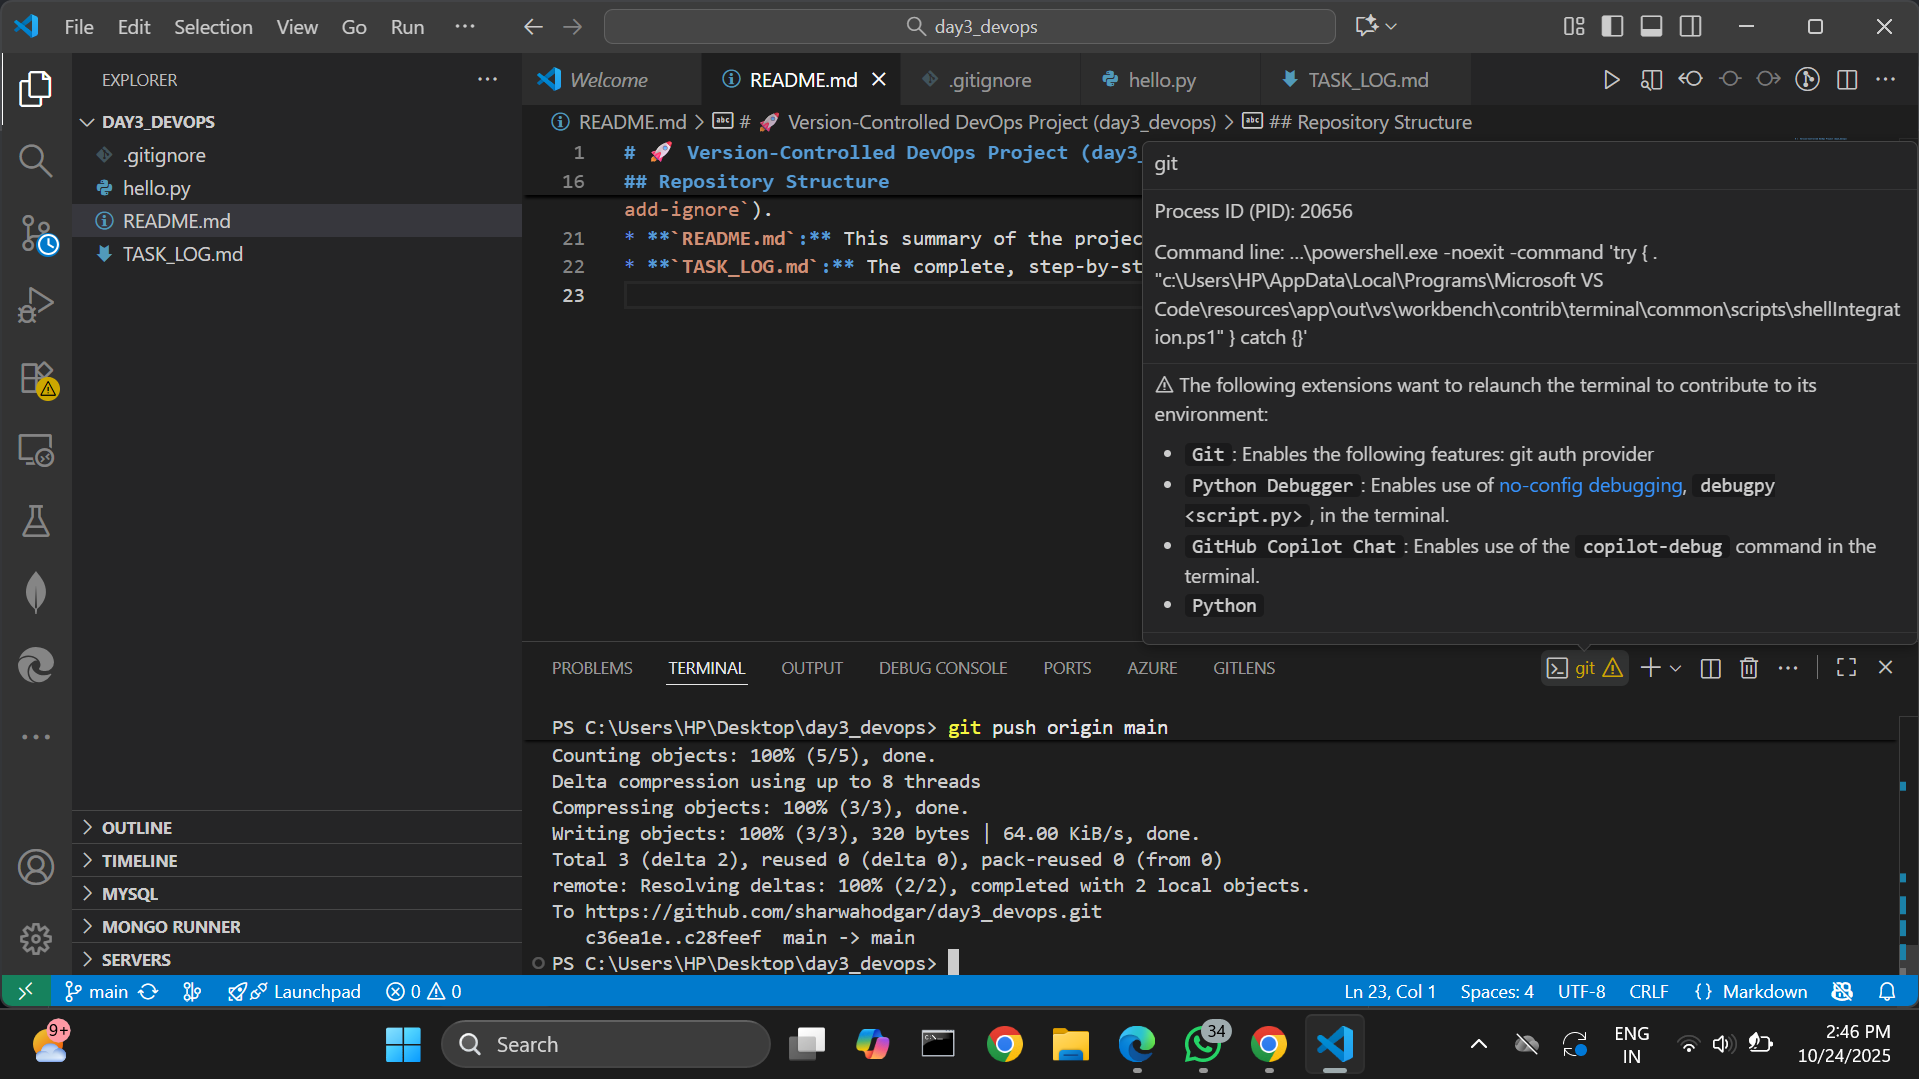 File Edit Selection View Go Run ···
day3_devops
EXPLORER
DAY3_DEVOPS
.gitignore
hello.py
README.md
TASK_LOG.md
OUTLINE
TIMELINE
MYSQL
MONGO RUNNER
SERVERS
Welcome README.md .gitignore hello.py TASK_LOG.md
README.md > # 🚀 Version-Controlled DevOps Project (day3_devops) > ## Repository Structure
1 # 🚀 Version-Controlled DevOps Project (day3_
16 ## Repository Structure
add-ignore`).
21 * **`README.md`:** This summary of the projec
22 * **`TASK_LOG.md`:** The complete, step-by-st
23
git
Process ID (PID): 20656
Command line: ...\powershell.exe -noexit -command 'try { .
"c:\Users\HP\AppData\Local\Programs\Microsoft VS
Code\resources\app\out\vs\workbench\contrib\terminal\common\scripts\shellIntegrat
ion.ps1" } catch {}'
⚠ The following extensions want to relaunch the terminal to contribute to its
environment:
• Git : Enables the following features: git auth provider
• Python Debugger : Enables use of no-config debugging, debugpy
<script.py> , in the terminal.
• GitHub Copilot Chat : Enables use of the copilot-debug command in the
terminal.
• Python
PROBLEMS TERMINAL OUTPUT DEBUG CONSOLE PORTS AZURE GITLENS
git
PS C:\Users\HP\Desktop\day3_devops> git push origin main
Counting objects: 100% (5/5), done.
Delta compression using up to 8 threads
Compressing objects: 100% (3/3), done.
Writing objects: 100% (3/3), 320 bytes | 64.00 KiB/s, done.
Total 3 (delta 2), reused 0 (delta 0), pack-reused 0 (from 0)
remote: Resolving deltas: 100% (2/2), completed with 2 local objects.
To https://github.com/sharwahodgar/day3_devops.git
c36ea1e..c28feef main -> main
PS C:\Users\HP\Desktop\day3_devops>
main Launchpad 0 0 Ln 23, Col 1 Spaces: 4 UTF-8 CRLF {} Markdown
9+
Search
34
ENG
IN
2:46 PM
10/24/2025